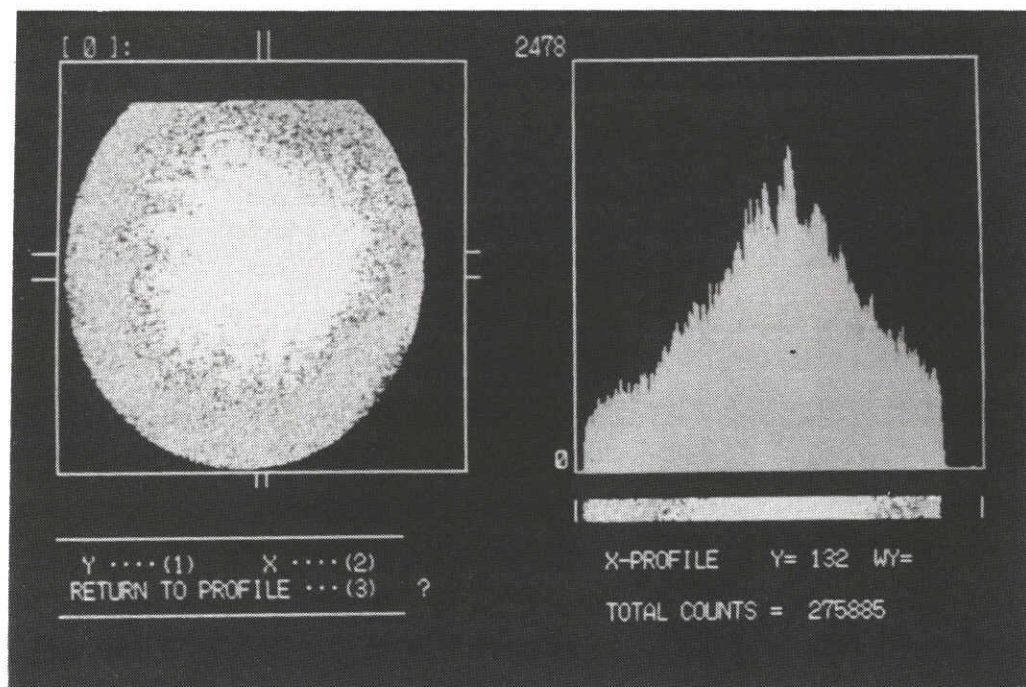 [ 0 ]:
2478
0
Y ····(1) X ····(2)
RETURN TO PROFILE ···(3) ?
X-PROFILE Y= 132 WY=
TOTAL COUNTS = 275885